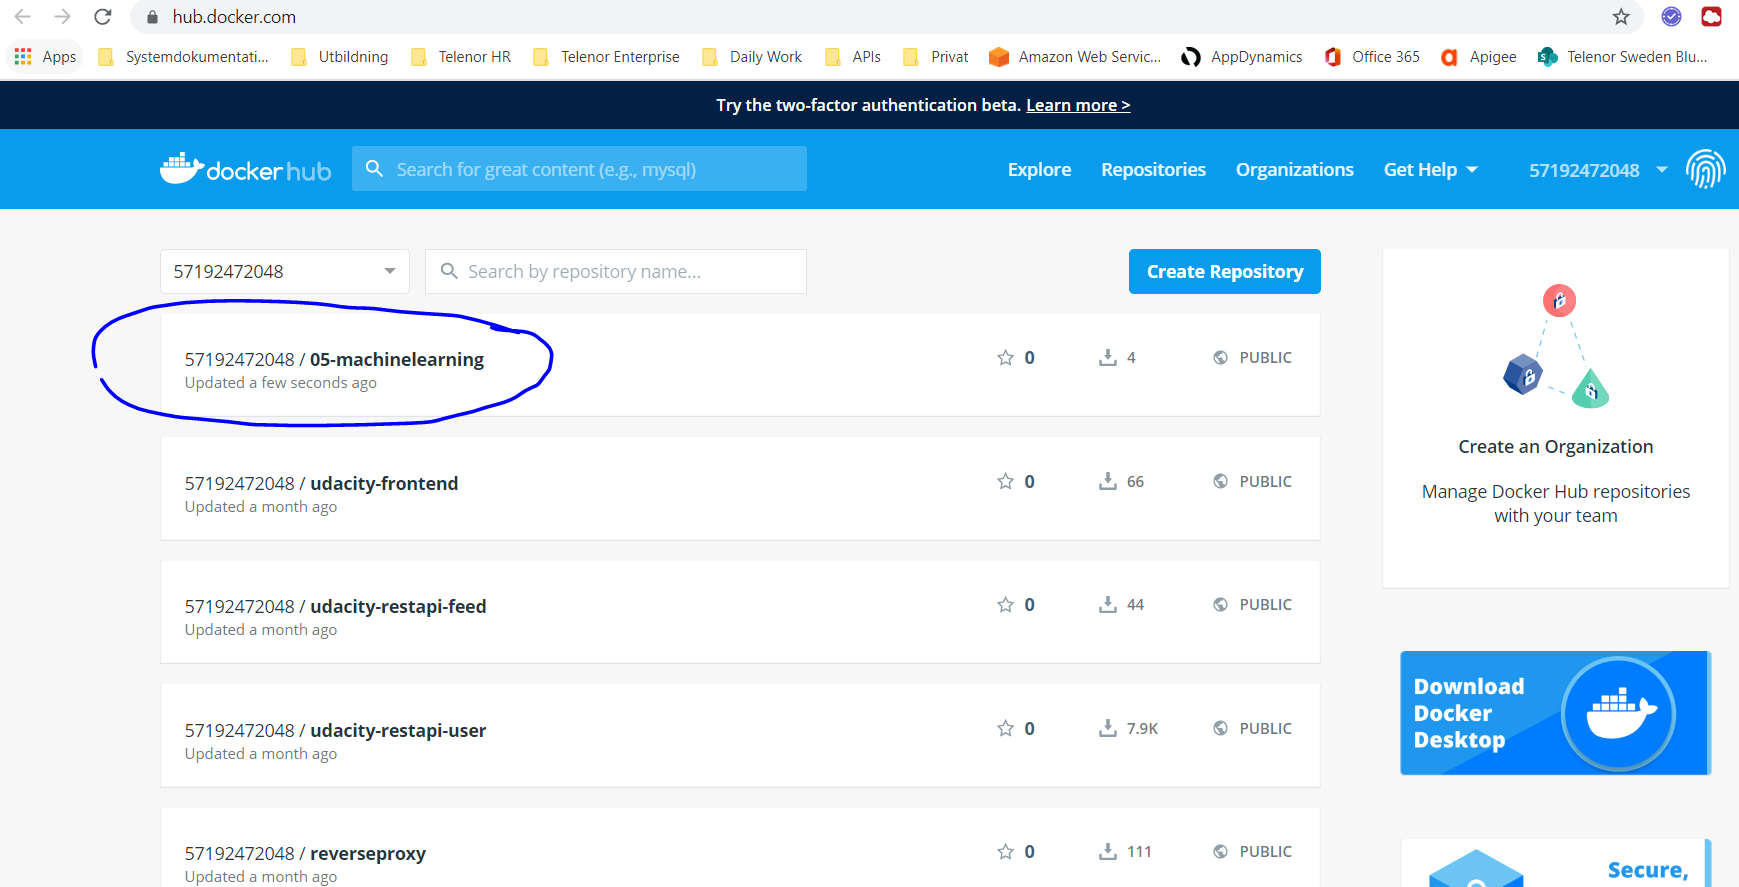 hub.docker.com
Apps Systemdokumentati... Utbildning Telenor HR Telenor Enterprise Daily Work APIs Privat Amazon Web Servic... AppDynamics Office 365 Apigee Telenor Sweden Blu...
Try the two-factor authentication beta. Learn more >
docker hub Search for great content (e.g., mysql) Explore Repositories Organizations Get Help 57192472048
57192472048 Search by repository name... Create Repository
57192472048 / 05-machinelearning 0 4 PUBLIC
Updated a few seconds ago
57192472048 / udacity-frontend 0 66 PUBLIC
Updated a month ago
57192472048 / udacity-restapi-feed 0 44 PUBLIC
Updated a month ago
57192472048 / udacity-restapi-user 0 7.9K PUBLIC
Updated a month ago
57192472048 / reverseproxy 0 111 PUBLIC
Updated a month ago
Create an Organization
Manage Docker Hub repositories
with your team
Download
Docker
Desktop
Secure,